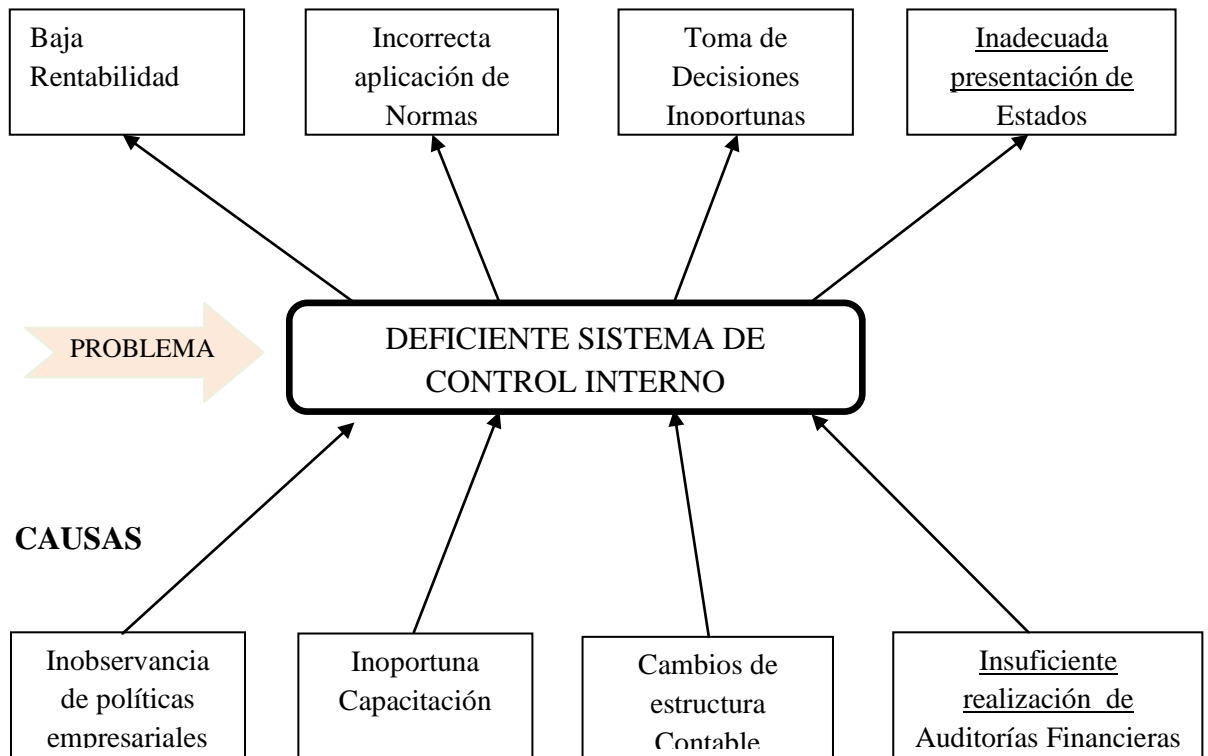 Baja
Rentabilidad
Incorrecta
aplicación de
Normas
Toma de
Decisiones
Inoportunas
Inadecuada
presentación de
Estados
PROBLEMA
DEFICIENTE SISTEMA DE
CONTROL INTERNO
CAUSAS
Inobservancia
de políticas
empresariales
Inoportuna
Capacitación
Cambios de
estructura
Contable
Insuficiente
realización de
Auditorías Financieras